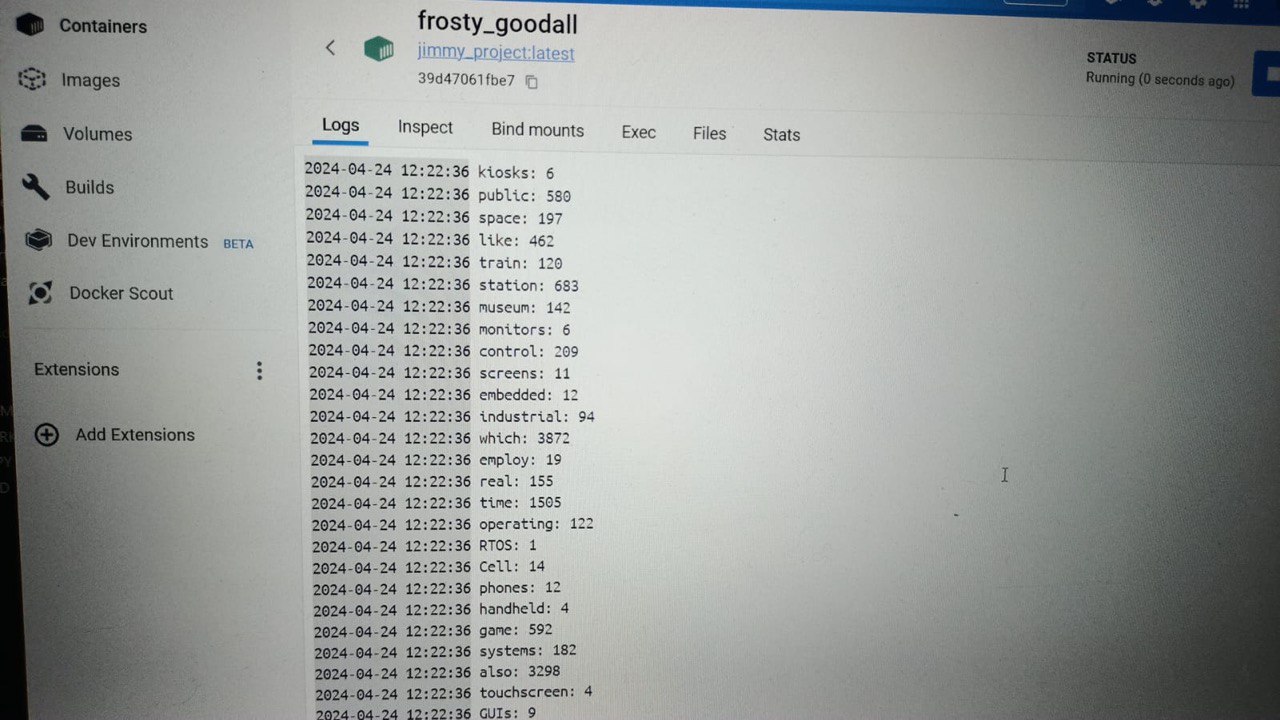 Containers
Images
Volumes
Builds
Dev Environments BETA
Docker Scout
Extensions
Add Extensions
frosty_goodall
jimmy_project:latest
39d47061fbe7
STATUS
Running (0 seconds ago)
Logs Inspect Bind mounts Exec Files Stats
2024-04-24 12:22:36 kiosks: 6
2024-04-24 12:22:36 public: 580
2024-04-24 12:22:36 space: 197
2024-04-24 12:22:36 like: 462
2024-04-24 12:22:36 train: 120
2024-04-24 12:22:36 station: 683
2024-04-24 12:22:36 museum: 142
2024-04-24 12:22:36 monitors: 6
2024-04-24 12:22:36 control: 209
2024-04-24 12:22:36 screens: 11
2024-04-24 12:22:36 embedded: 12
2024-04-24 12:22:36 industrial: 94
2024-04-24 12:22:36 which: 3872
2024-04-24 12:22:36 employ: 19
2024-04-24 12:22:36 real: 155
2024-04-24 12:22:36 time: 1505
2024-04-24 12:22:36 operating: 122
2024-04-24 12:22:36 RTOS: 1
2024-04-24 12:22:36 Cell: 14
2024-04-24 12:22:36 phones: 12
2024-04-24 12:22:36 handheld: 4
2024-04-24 12:22:36 game: 592
2024-04-24 12:22:36 systems: 182
2024-04-24 12:22:36 also: 3298
2024-04-24 12:22:36 touchscreen: 4
2024-04-24 12:22:36 GUIs: 9